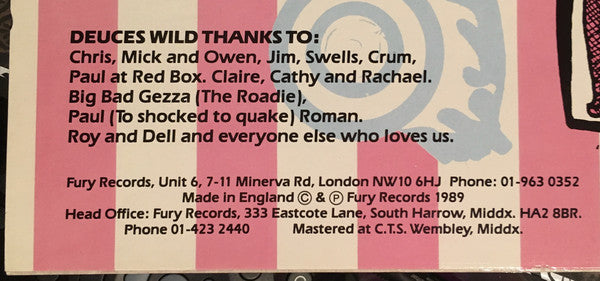 DEUCES WILD THANKS TO:
Chris, Mick and Owen, Jim, Swells, Crum,
Paul at Red Box. Claire, Cathy and Rachael.
Big Bad Gezza (The Roadie),
Paul (To shocked to quake) Roman.
Roy and Dell and everyone else who loves us.
Fury Records, Unit 6, 7-11 Minerva Rd, London NW10 6HJ Phone: 01-963 0352
Made in England © & ℗ Fury Records 1989
Head Office: Fury Records, 333 Eastcote Lane, South Harrow, Middx. HA2 8BR.
Phone 01-423 2440 Mastered at C.T.S. Wembley, Middx.